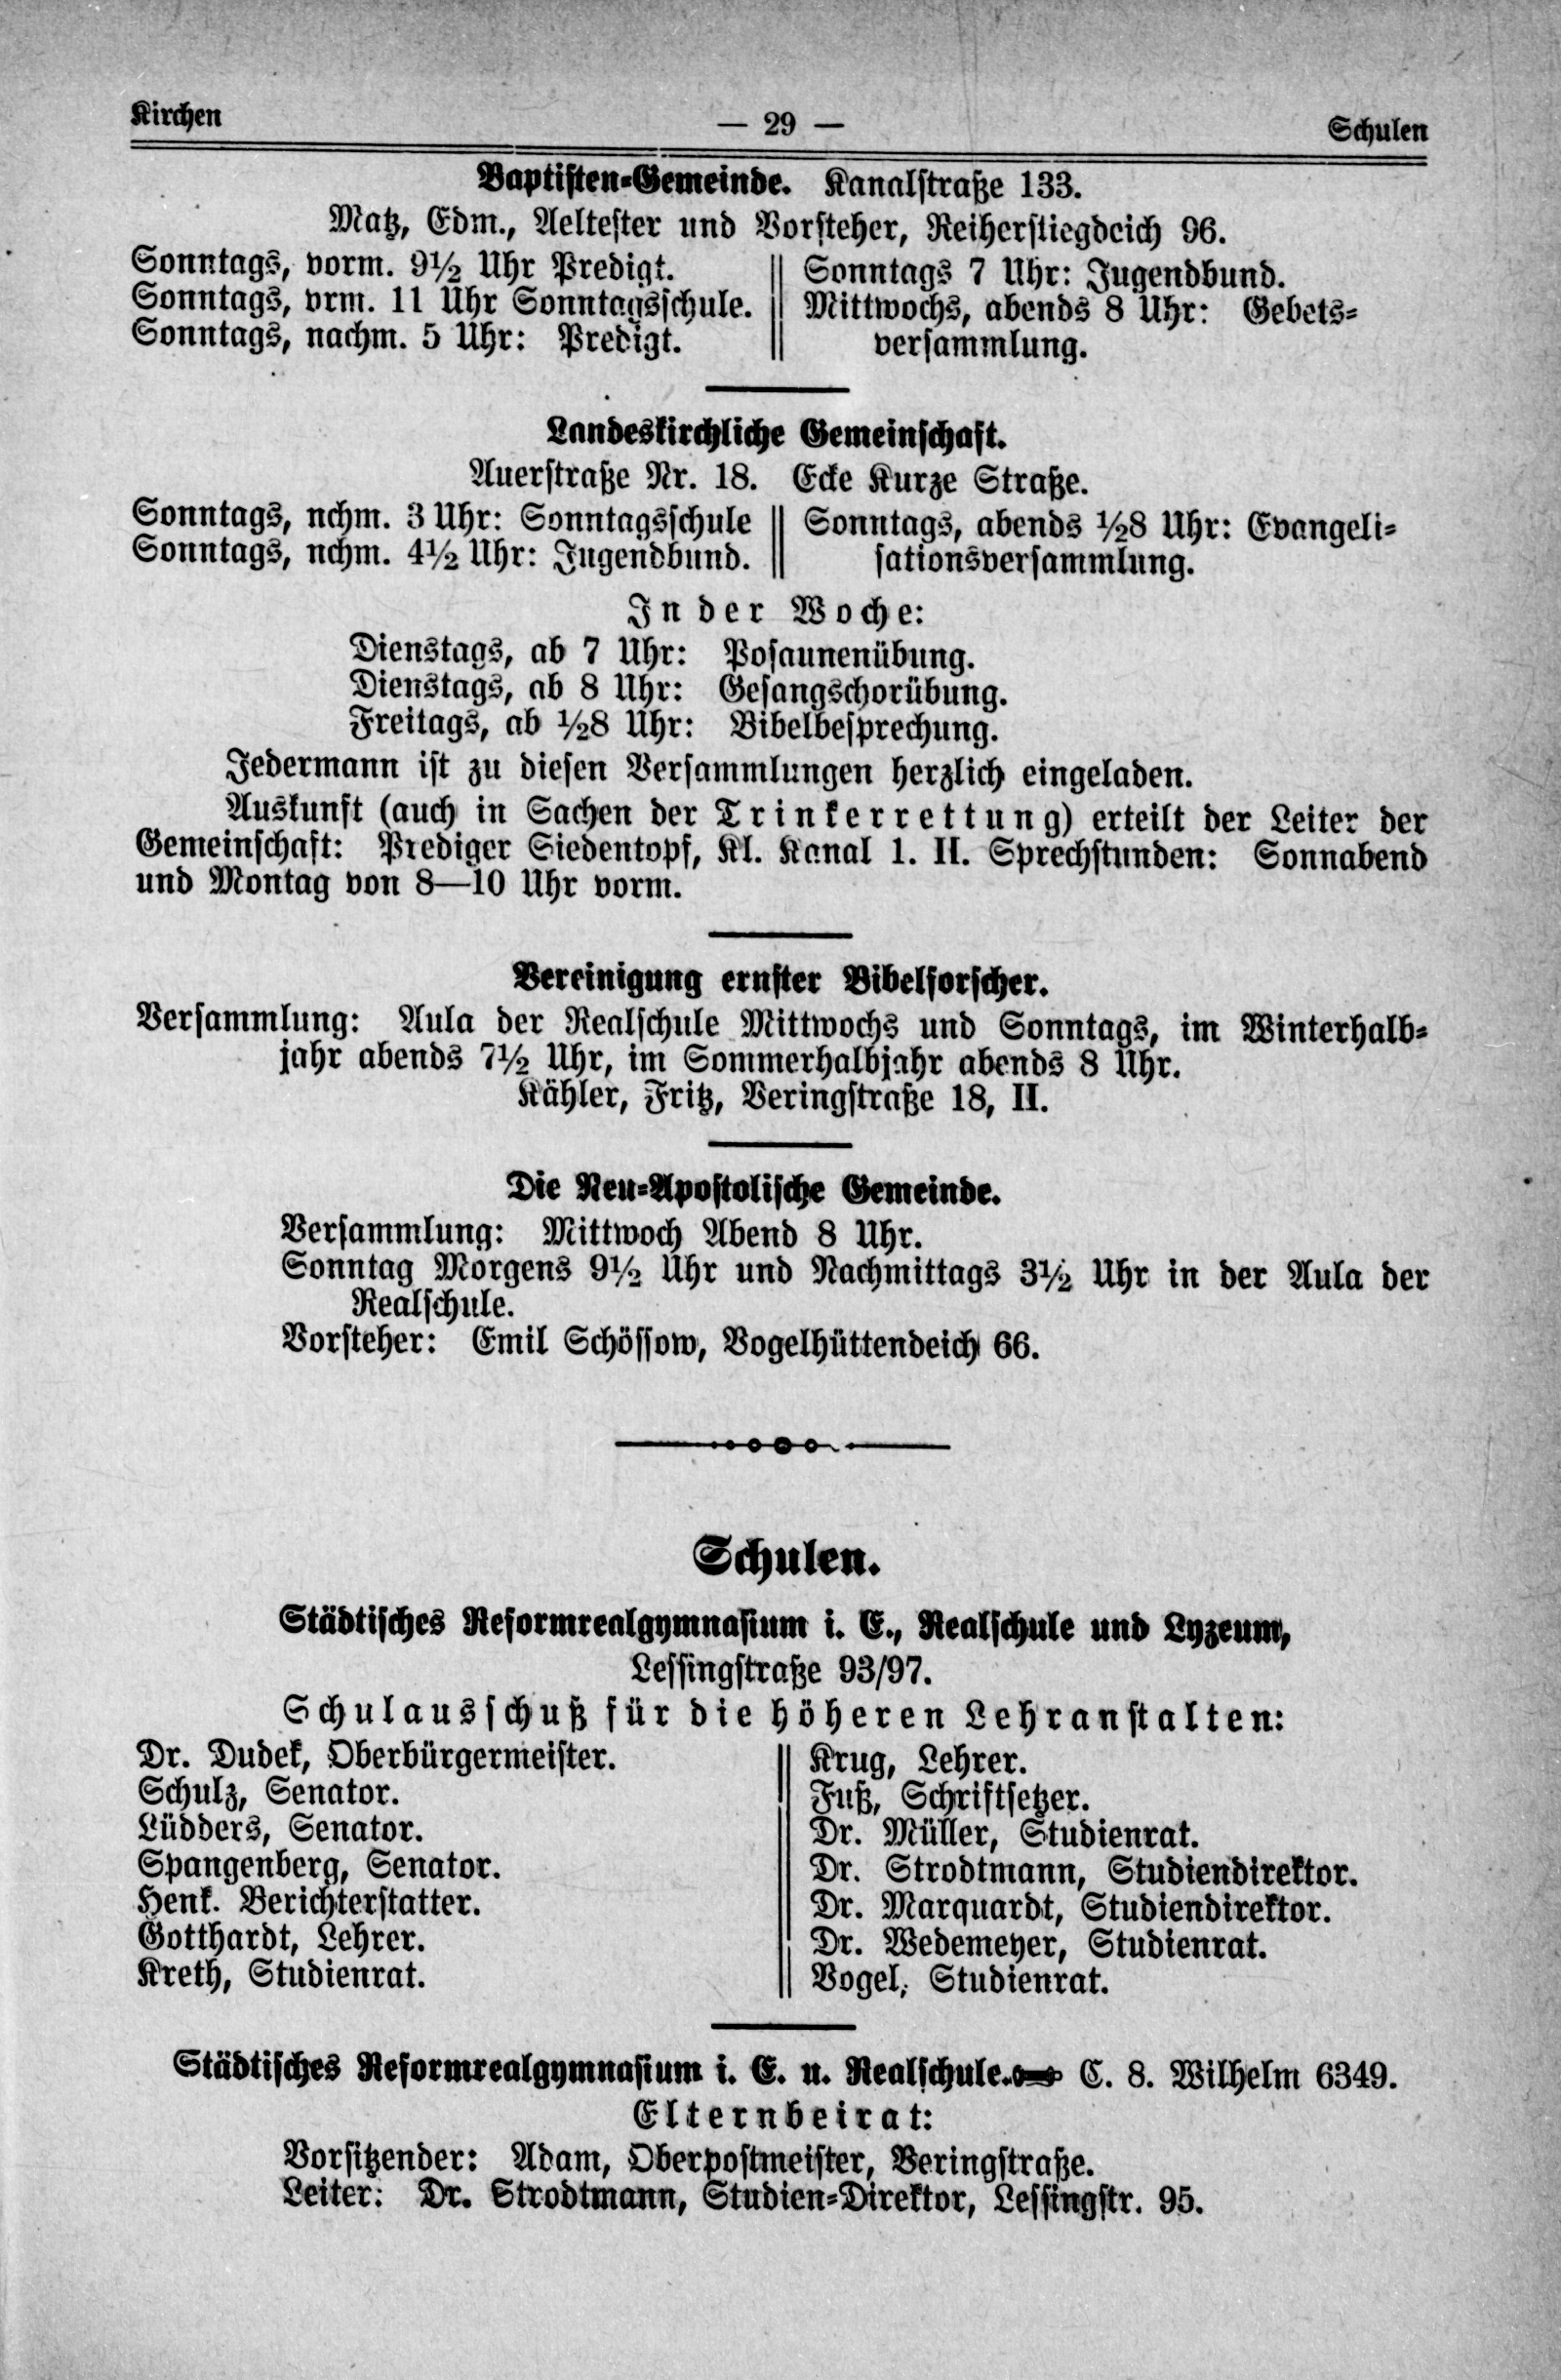 Kirchen
— 29 —
Schulen
Baptisten-Gemeinde. Kanalstraße 133.
Matz, Edm., Aeltester und Vorsteher, Reiherstiegdeich 96.
Sonntags, vorm. 9½ Uhr Predigt.
Sonntags, vrm. 11 Uhr Sonntagsschule.
Sonntags, nachm. 5 Uhr: Predigt.
Sonntags 7 Uhr: Jugendbund.
Mittwochs, abends 8 Uhr: Gebets-
versammlung.
Landeskirchliche Gemeinschaft.
Auerstraße Nr. 18. Ecke Kurze Straße.
Sonntags, nchm. 3 Uhr: Sonntagsschule
Sonntags, nchm. 4½ Uhr: Jugendbund.
Sonntags, abends ½8 Uhr: Evangeli-
sationsversammlung.
In der Woche:
Dienstags, ab 7 Uhr: Posaunenübung.
Dienstags, ab 8 Uhr: Gesangschorübung.
Freitags, ab ½8 Uhr: Bibelbesprechung.
Jedermann ist zu diesen Versammlungen herzlich eingeladen.
Auskunft (auch in Sachen der Trinkerrettung) erteilt der Leiter der
Gemeinschaft: Prediger Siedentopf, Kl. Kanal 1. II. Sprechstunden: Sonnabend
und Montag von 8—10 Uhr vorm.
Vereinigung ernster Bibelforscher.
Versammlung: Aula der Realschule Mittwochs und Sonntags, im Winterhalb-
jahr abends 7½ Uhr, im Sommerhalbjahr abends 8 Uhr.
Kähler, Fritz, Veringstraße 18, II.
Die Neu-Apostolische Gemeinde.
Versammlung: Mittwoch Abend 8 Uhr.
Sonntag Morgens 9½ Uhr und Nachmittags 3½ Uhr in der Aula der
Realschule.
Vorsteher: Emil Schössow, Vogelhüttendeich 66.
Schulen.
Städtisches Reformrealgymnasium i. E., Realschule und Lyzeum,
Lessingstraße 93/97.
Schulausschuß für die höheren Lehranstalten:
Dr. Dudek, Oberbürgermeister.
Schulz, Senator.
Lüdders, Senator.
Spangenberg, Senator.
Henk. Berichterstatter.
Gotthardt, Lehrer.
Kreth, Studienrat.
Krug, Lehrer.
Fuß, Schriftsetzer.
Dr. Müller, Studienrat.
Dr. Strodtmann, Studiendirektor.
Dr. Marquardt, Studiendirektor.
Dr. Wedemeyer, Studienrat.
Vogel, Studienrat.
Städtisches Reformrealgymnasium i. E. u. Realschule. C. 8. Wilhelm 6349.
Elternbeirat:
Vorsitzender: Adam, Oberpostmeister, Veringstraße.
Leiter: Dr. Strodtmann, Studien-Direktor, Lessingstr. 95.